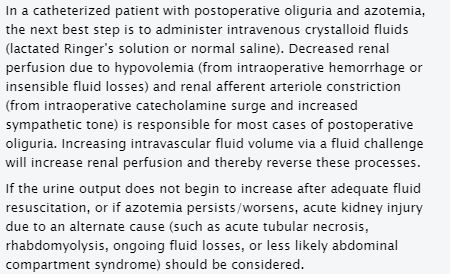 In a catheterized patient with postoperative oliguria and azotemia,
the next best step is to administer intravenous crystalloid fluids
(lactated Ringer's solution or normal saline). Decreased renal
perfusion due to hypovolemia (from intraoperative hemorrhage or
insensible fluid losses) and renal afferent arteriole constriction
(from intraoperative catecholamine surge and increased
sympathetic tone) is responsible for most cases of postoperative
oliguria. Increasing intravascular fluid volume via a fluid challenge
will increase renal perfusion and thereby reverse these processes.
If the urine output does not begin to increase after adequate fluid
resuscitation, or if azotemia persists/worsens, acute kidney injury
due to an alternate cause (such as acute tubular necrosis,
rhabdomyolysis, ongoing fluid losses, or less likely abdominal
compartment syndrome) should be considered.